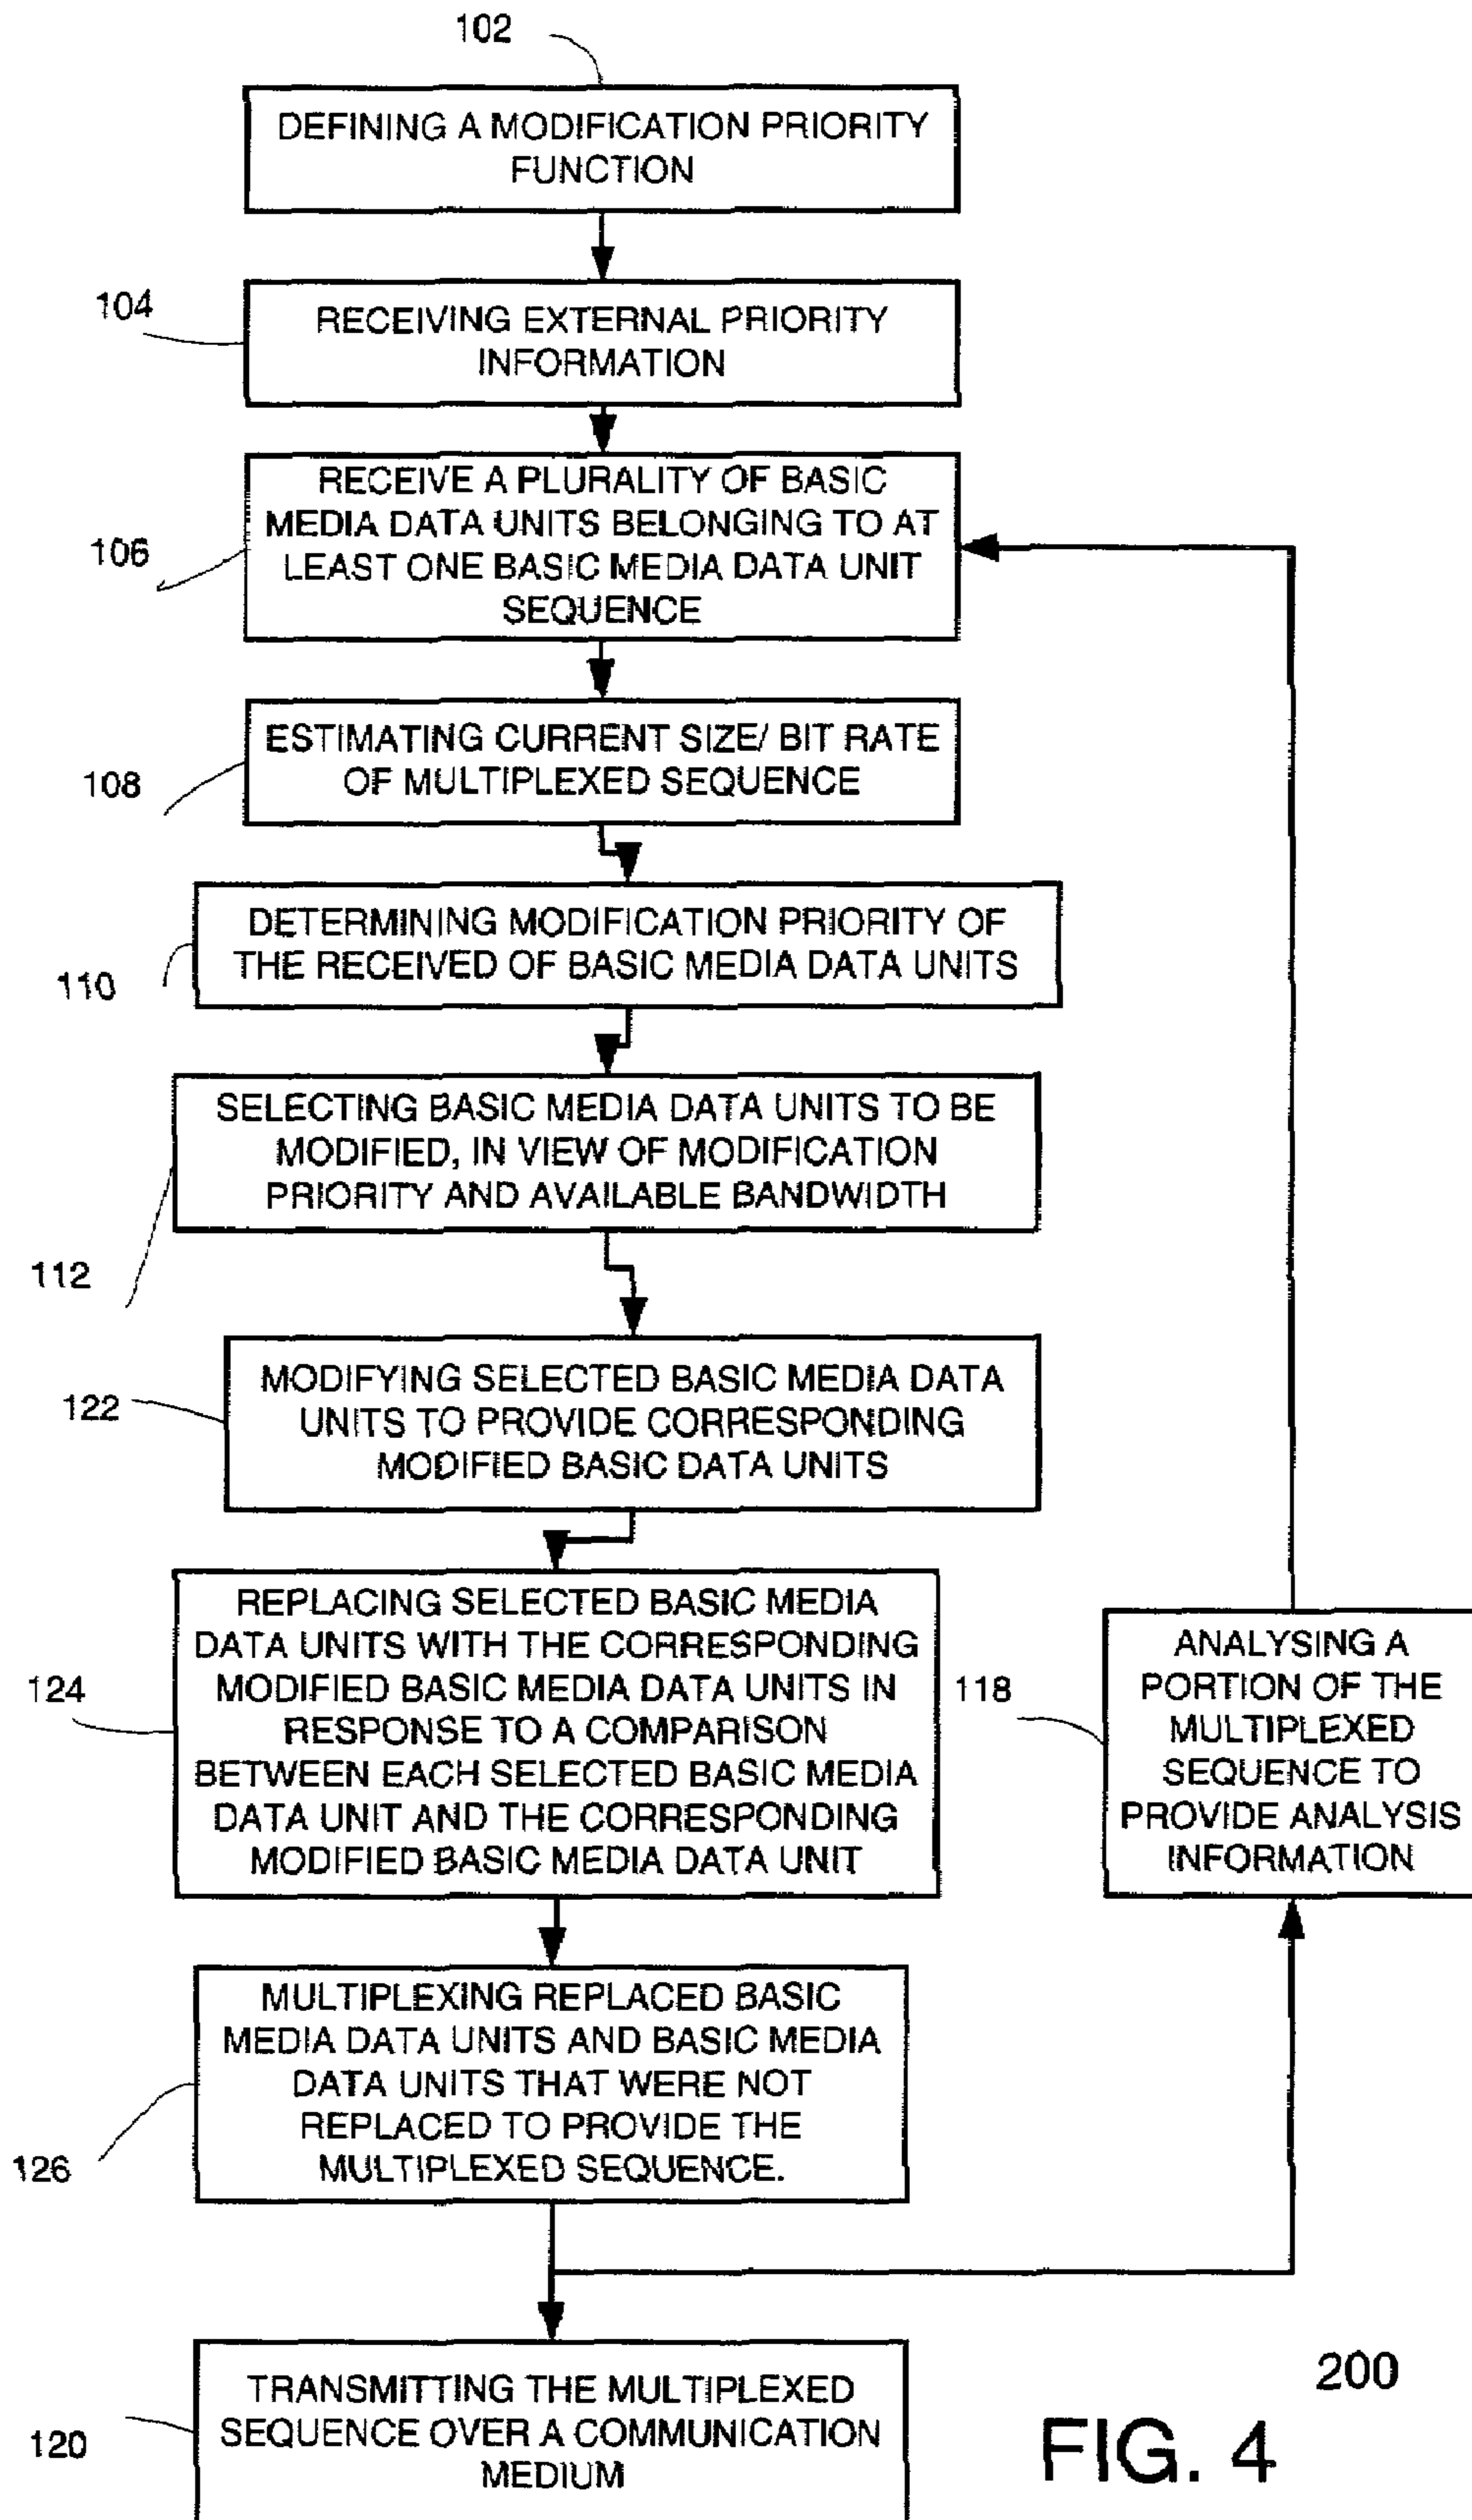 102
DEFINING A MODIFICATION PRIORITY
FUNCTION
104
RECEIVING EXTERNAL PRIORITY
INFORMATION
106
RECEIVE A PLURALITY OF BASIC
MEDIA DATA UNITS BELONGING TO AT
LEAST ONE BASIC MEDIA DATA UNIT
SEQUENCE
108
ESTIMATING CURRENT SIZE/ BIT RATE
OF MULTIPLEXED SEQUENCE
110
DETERMINING MODIFICATION PRIORITY OF
THE RECEIVED OF BASIC MEDIA DATA UNITS
112
SELECTING BASIC MEDIA DATA UNITS TO BE
MODIFIED, IN VIEW OF MODIFICATION
PRIORITY AND AVAILABLE BANDWIDTH
122
MODIFYING SELECTED BASIC MEDIA DATA
UNITS TO PROVIDE CORRESPONDING
MODIFIED BASIC DATA UNITS
124
REPLACING SELECTED BASIC MEDIA
DATA UNITS WITH THE CORRESPONDING
MODIFIED BASIC MEDIA DATA UNITS IN
RESPONSE TO A COMPARISON
BETWEEN EACH SELECTED BASIC MEDIA
DATA UNIT AND THE CORRESPONDING
MODIFIED BASIC MEDIA DATA UNIT
118
ANALYSING A
PORTION OF THE
MULTIPLEXED
SEQUENCE TO
PROVIDE ANALYSIS
INFORMATION
126
MULTIPLEXING REPLACED BASIC
MEDIA DATA UNITS AND BASIC MEDIA
DATA UNITS THAT WERE NOT
REPLACED TO PROVIDE THE
MULTIPLEXED SEQUENCE.
120
TRANSMITTING THE MULTIPLEXED
SEQUENCE OVER A COMMUNICATION
MEDIUM
200
FIG. 4